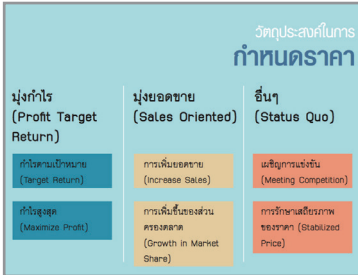 วัตถุประสงค์ในการ
กำหนดราคา
มุ่งกำไร
(Profit Target
Return)
กำไรตามเป้าหมาย
(Target Return)
กำไรสูงสุด
(Maximize Profit)
มุ่งยอดขาย
(Sales Oriented)
การเพิ่มยอดขาย
(Increase Sales)
การเพิ่มขึ้นของส่วน
ครองตลาด
(Growth in Market
Share)
อื่นๆ
(Status Quo)
เผชิญการแข่งขัน
(Meeting Competition)
การรักษาเสถียรภาพ
ของราคา (Stabilized
Price)